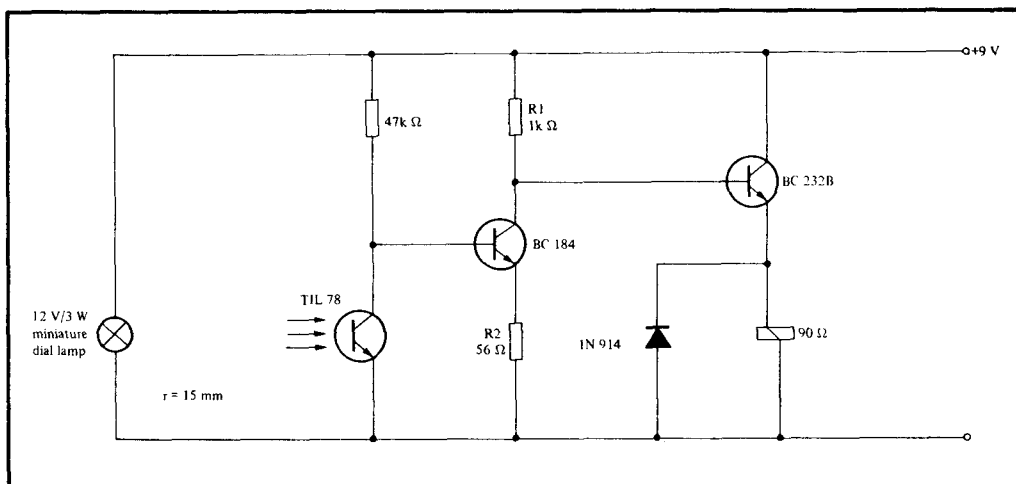 +9 V
47k Ω
R1
1k Ω
BC 232B
BC 184
TIL 78
12 V/3 W
miniature
dial lamp
R2
56 Ω
1N 914
90 Ω
r = 15 mm